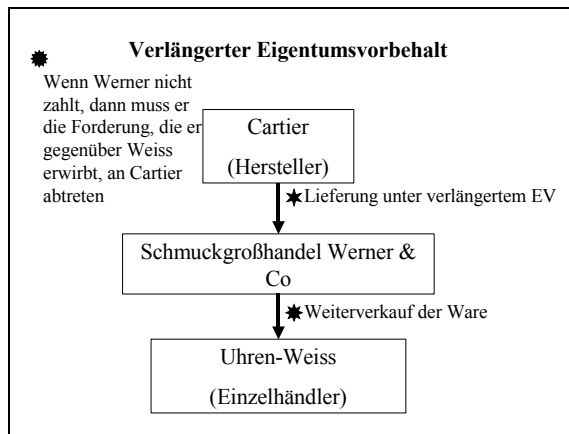 Verlängerter Eigentumsvorbehalt
Wenn Werner nicht
zahlt, dann muss er
die Forderung, die er
gegenüber Weiss
erwirbt, an Cartier
abtreten
Cartier
(Hersteller)
Lieferung unter verlängertem EV
Schmuckgroßhandel Werner &
Co
Weiterverkauf der Ware
Uhren-Weiss
(Einzelhändler)